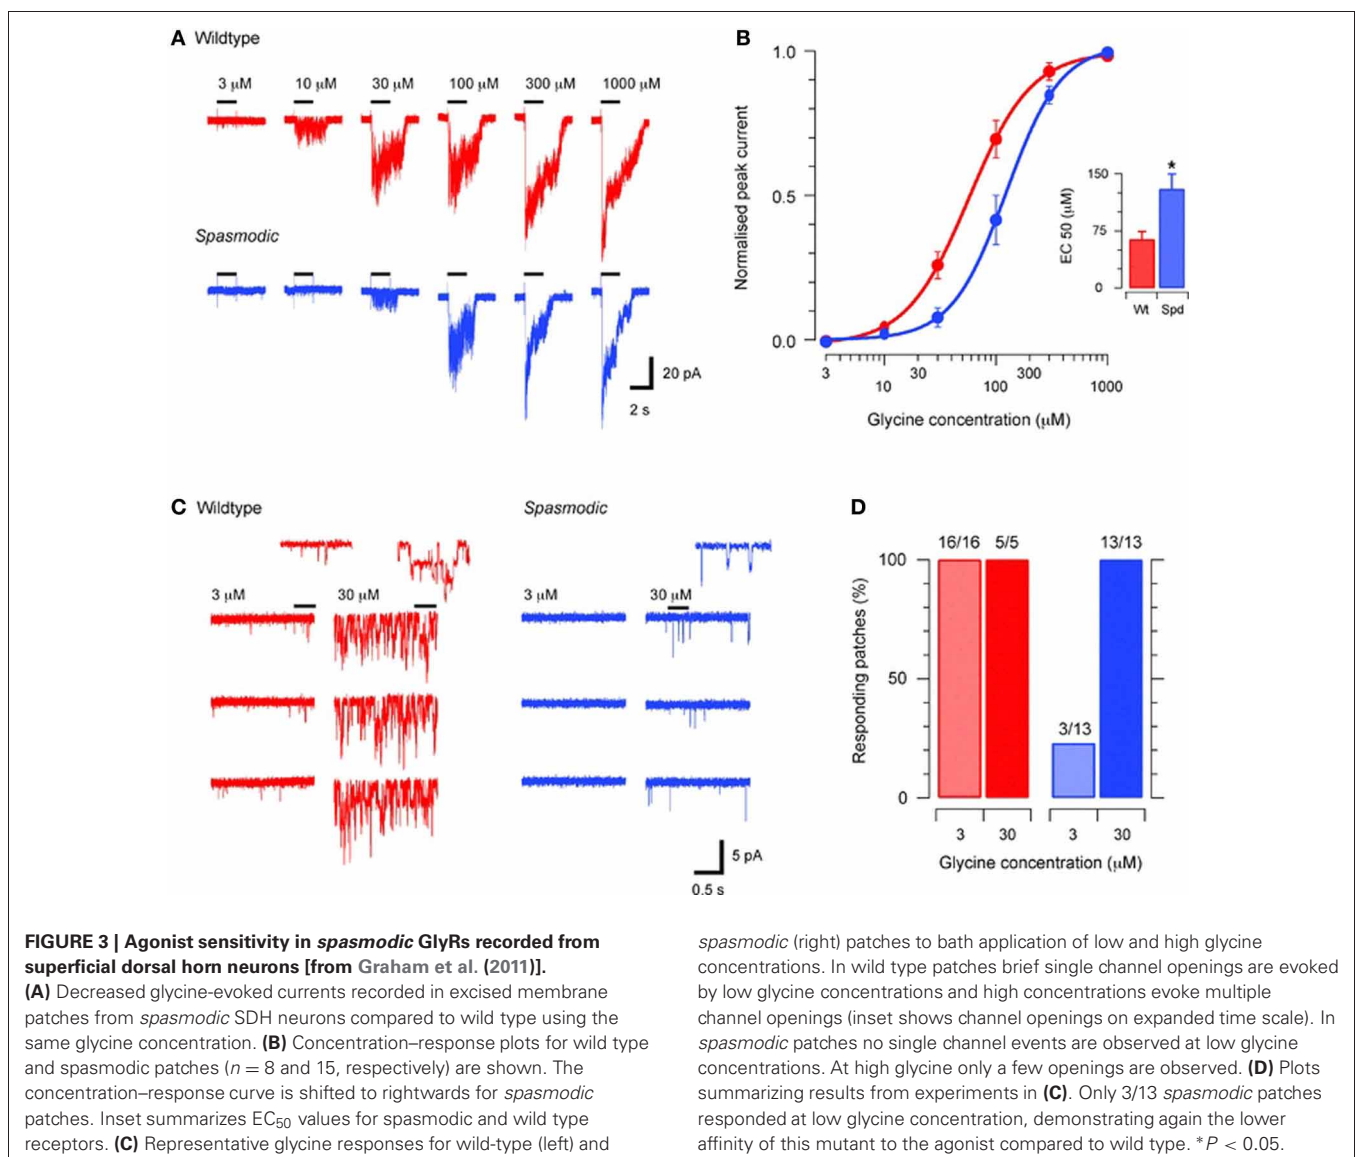 A Wildtype
3 μM 10 μM 30 μM 100 μM 300 μM 1000 μM
Spasmodic
20 pA
2 s
B
1.0
0.5
0.0
Normalised peak current
3 10 30 100 300 1000
Glycine concentration (μM)
150
75
0
EC 50 (μM)
*
Wt Spd
C Wildtype
3 μM 30 μM
Spasmodic
3 μM 30 μM
5 pA
0.5 s
D
16/16 5/5 13/13
3/13
100
50
0
Responding patches (%)
3 30 3 30
Glycine concentration (μM)
FIGURE 3 | Agonist sensitivity in spasmodic GlyRs recorded from
superficial dorsal horn neurons [from Graham et al. (2011)].
(A) Decreased glycine-evoked currents recorded in excised membrane
patches from spasmodic SDH neurons compared to wild type using the
same glycine concentration. (B) Concentration–response plots for wild type
and spasmodic patches (n = 8 and 15, respectively) are shown. The
concentration–response curve is shifted to rightwards for spasmodic
patches. Inset summarizes EC50 values for spasmodic and wild type
receptors. (C) Representative glycine responses for wild-type (left) and
spasmodic (right) patches to bath application of low and high glycine
concentrations. In wild type patches brief single channel openings are evoked
by low glycine concentrations and high concentrations evoke multiple
channel openings (inset shows channel openings on expanded time scale). In
spasmodic patches no single channel events are observed at low glycine
concentrations. At high glycine only a few openings are observed. (D) Plots
summarizing results from experiments in (C). Only 3/13 spasmodic patches
responded at low glycine concentration, demonstrating again the lower
affinity of this mutant to the agonist compared to wild type. *P < 0.05.